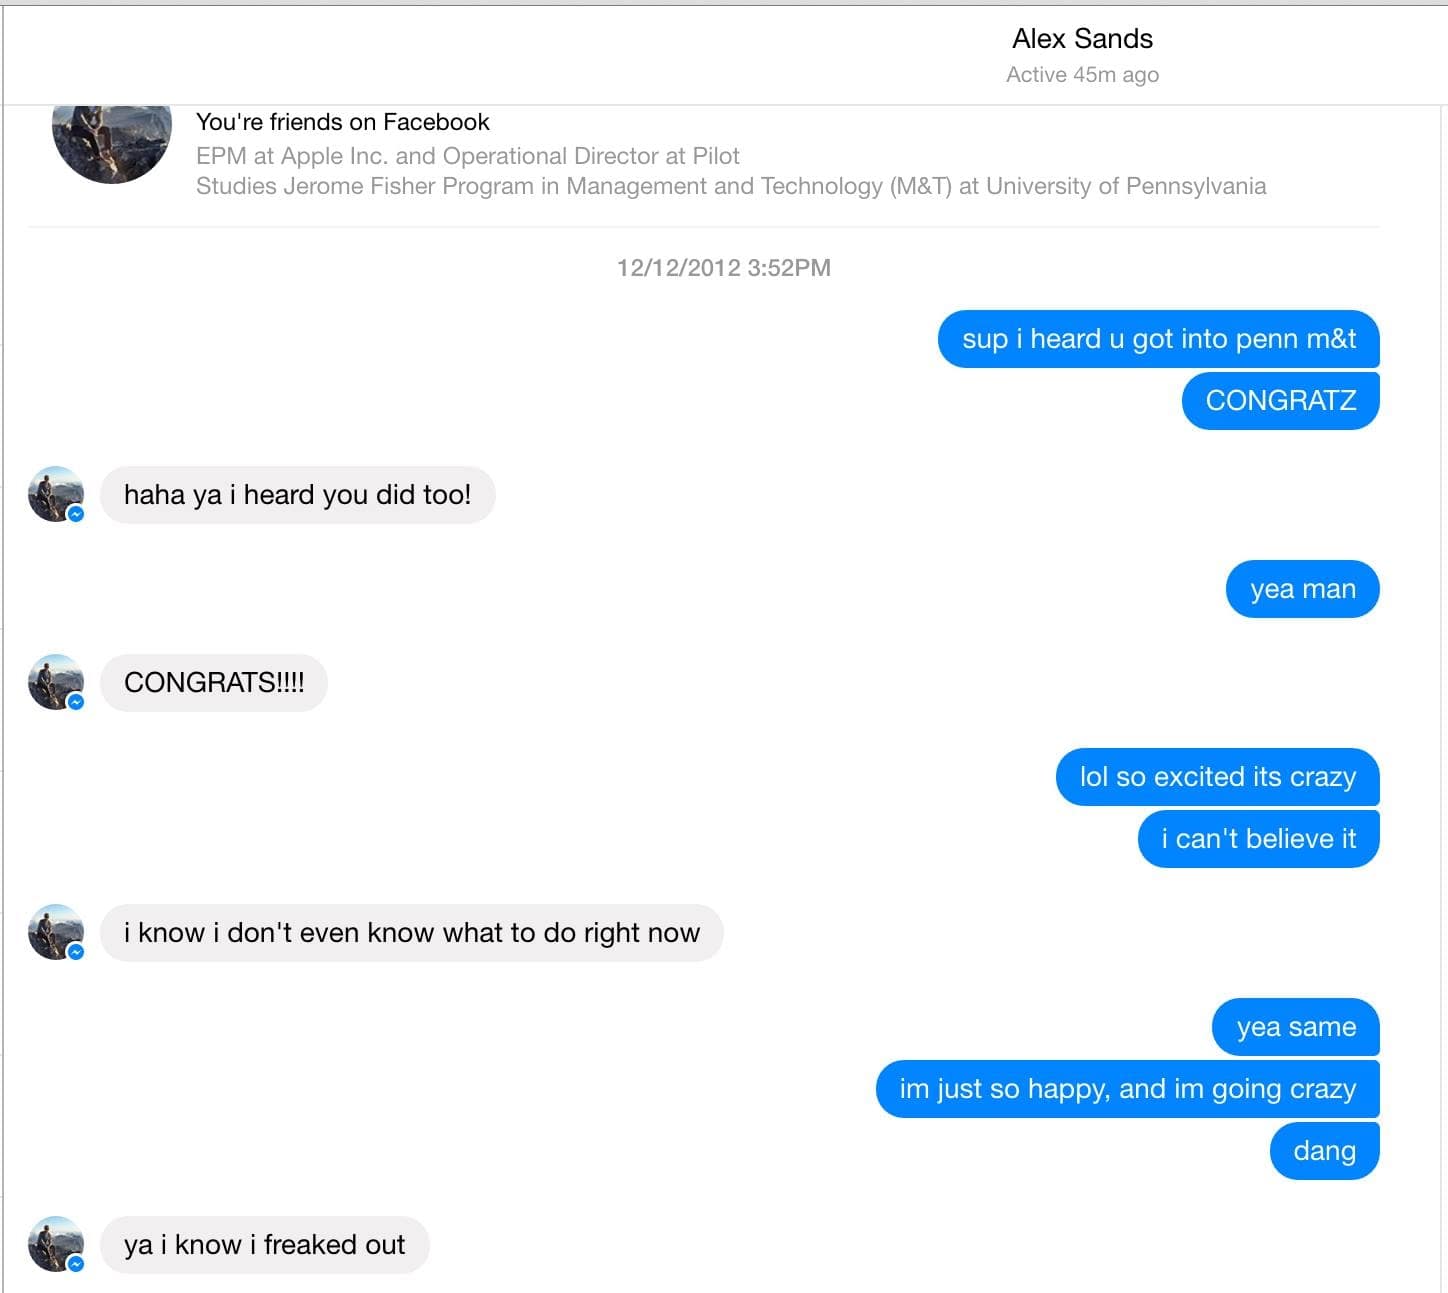 Alex Sands
Active 45m ago
You're friends on Facebook
EPM at Apple Inc. and Operational Director at Pilot
Studies Jerome Fisher Program in Management and Technology (M&T) at University of Pennsylvania
12/12/2012 3:52PM
sup i heard u got into penn m&t
CONGRATZ
haha ya i heard you did too!
yea man
CONGRATS!!!!
lol so excited its crazy
i can't believe it
i know i don't even know what to do right now
yea same
im just so happy, and im going crazy
dang
ya i know i freaked out